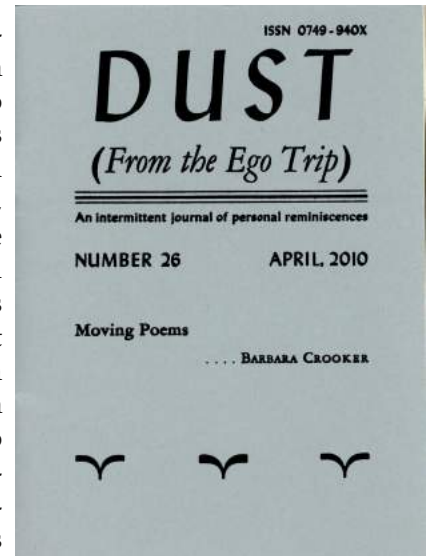 ISSN 0749-940X
DUST
(From the Ego Trip)
An intermittent journal of personal reminiscences
NUMBER 26 APRIL, 2010
Moving Poems
.... BARBARA CROOKER